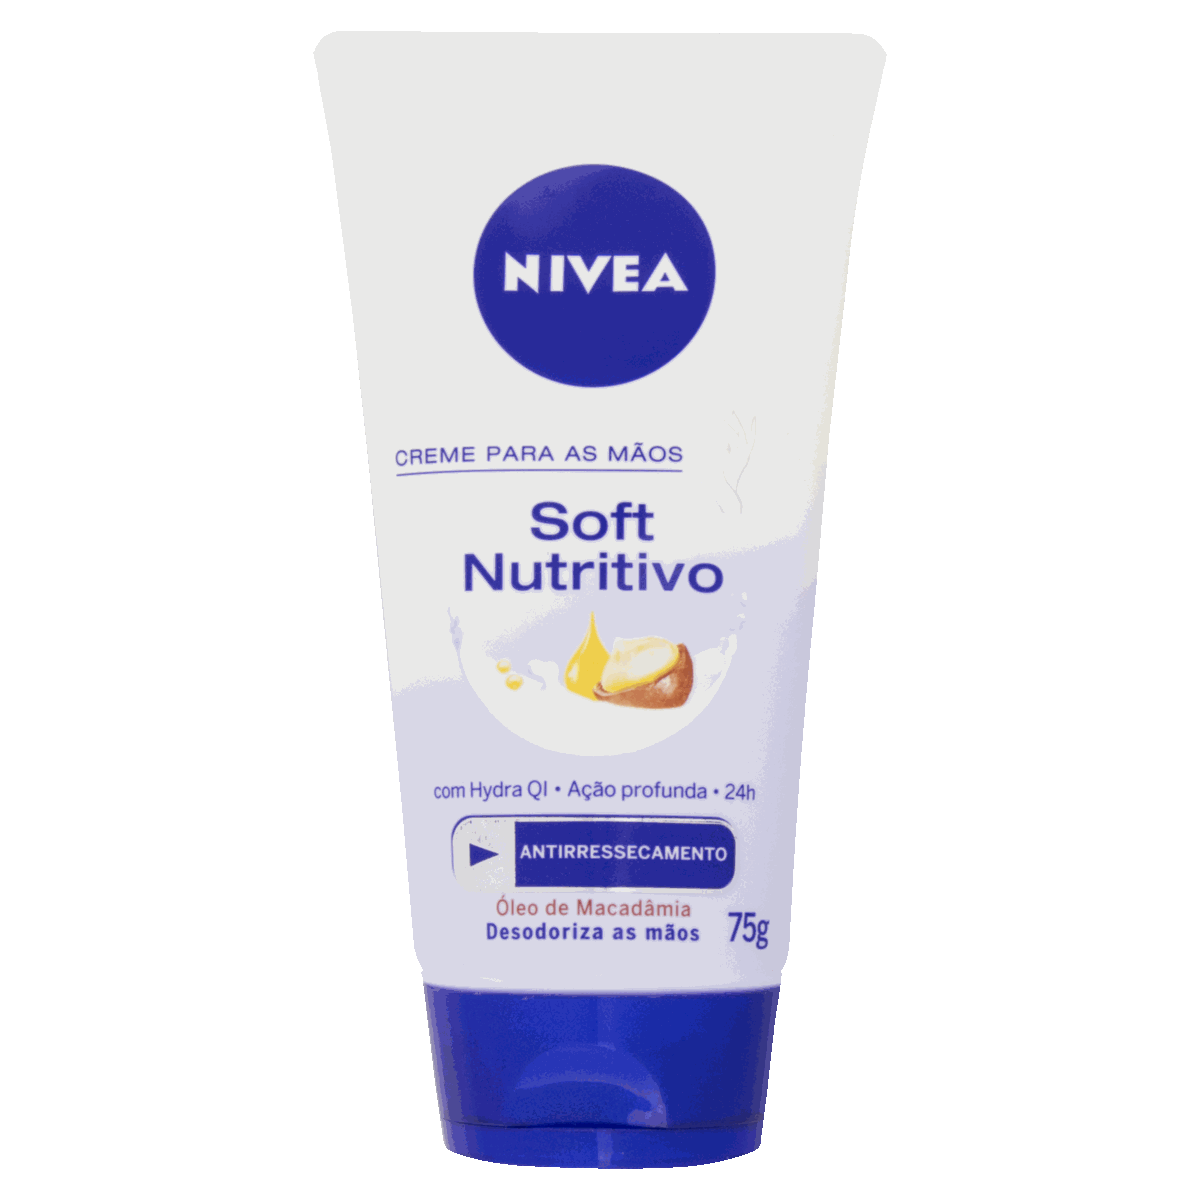 NIVEA
CREME PARA AS MÃOS
Soft
Nutritivo
com Hydra QI • Ação profunda • 24h
ANTIRRESSECAMENTO
Óleo de Macadâmia
Desodoriza as mãos
75g